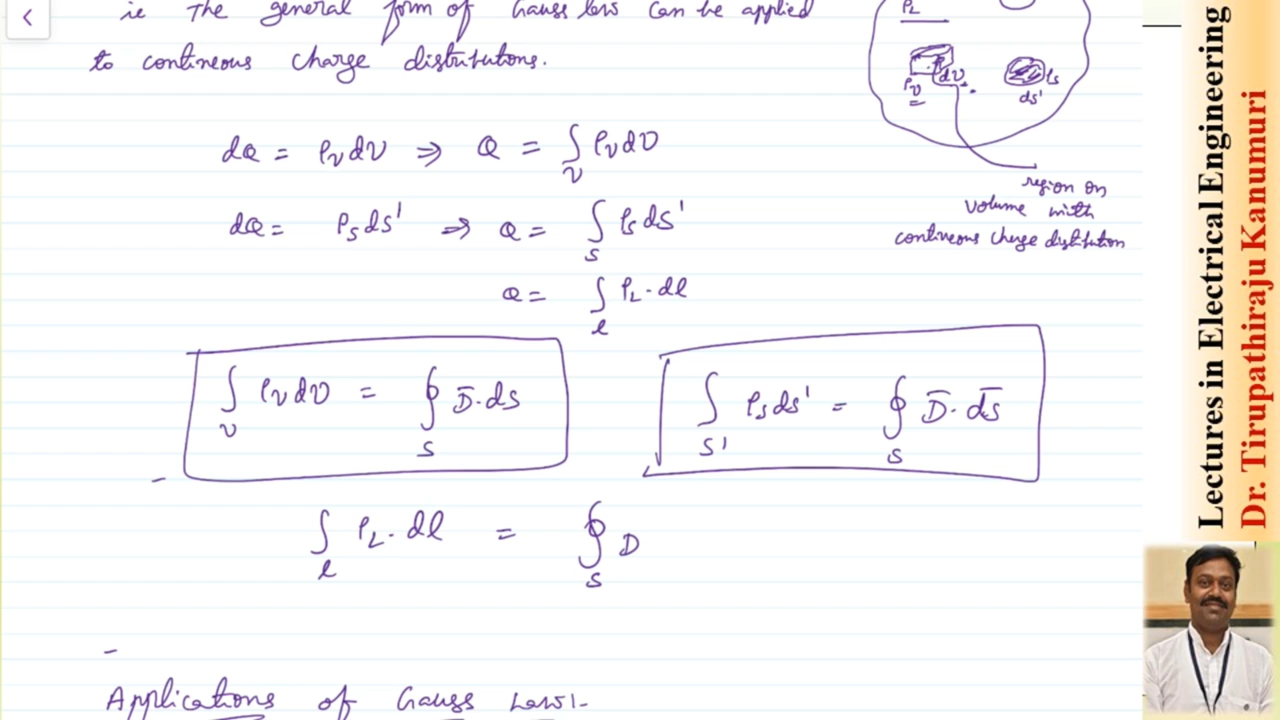 ie The general form of Gauss law can be applied
to contineous charge distributions.
ρL
ρv dv
ρs
ds'
region on
volume with
contineous charge distribution
dQ = ρv dv ⇒ Q = ∫v ρv dv
dQ = ρs ds' ⇒ Q = ∫s ρs ds'
Q = ∫l ρL . dl
∫v ρv dv = ∮s D̄ . ds
∫s' ρs ds' = ∮s D̄ . d̄s̄
∫l ρL . dl = ∮s D
Applications of Gauss Law :-
Lectures in Electrical Engineering
Dr. Tirupathiraju Kanumuri